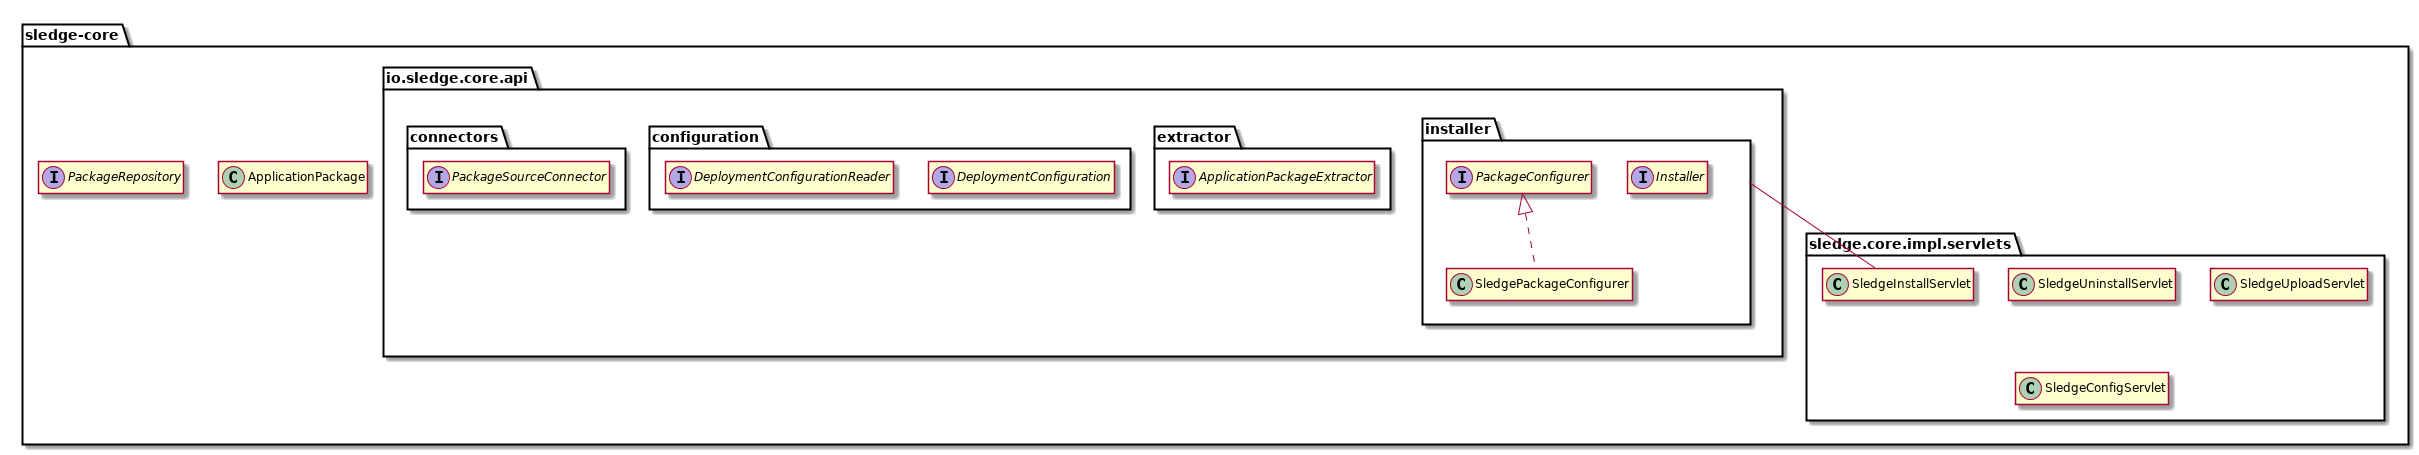 sledge-core
io.sledge.core.api
connectors
configuration
extractor
installer
I PackageRepository
C ApplicationPackage
I PackageSourceConnector
I DeploymentConfigurationReader
I DeploymentConfiguration
I ApplicationPackageExtractor
I PackageConfigurer
I Installer
sledge.core.impl.servlets
C SledgePackageConfigurer
C SledgeInstallServlet
C SledgeUninstallServlet
C SledgeUploadServlet
C SledgeConfigServlet